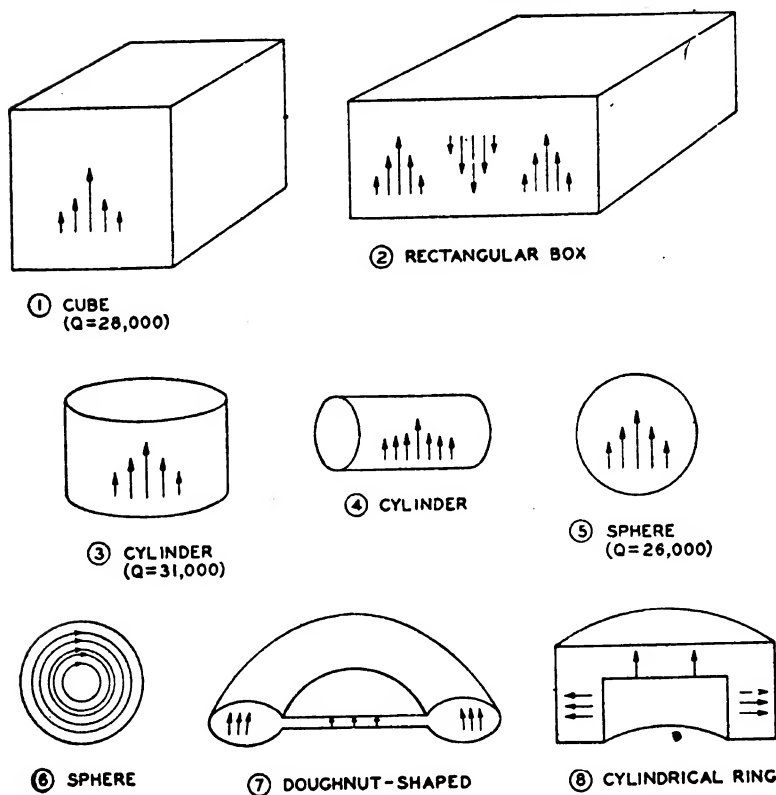 ① CUBE
(Q=28,000)
② RECTANGULAR BOX
③ CYLINDER
(Q=31,000)
④ CYLINDER
⑤ SPHERE
(Q=26,000)
⑥ SPHERE
⑦ DOUGHNUT-SHAPED
⑧ CYLINDRICAL RING